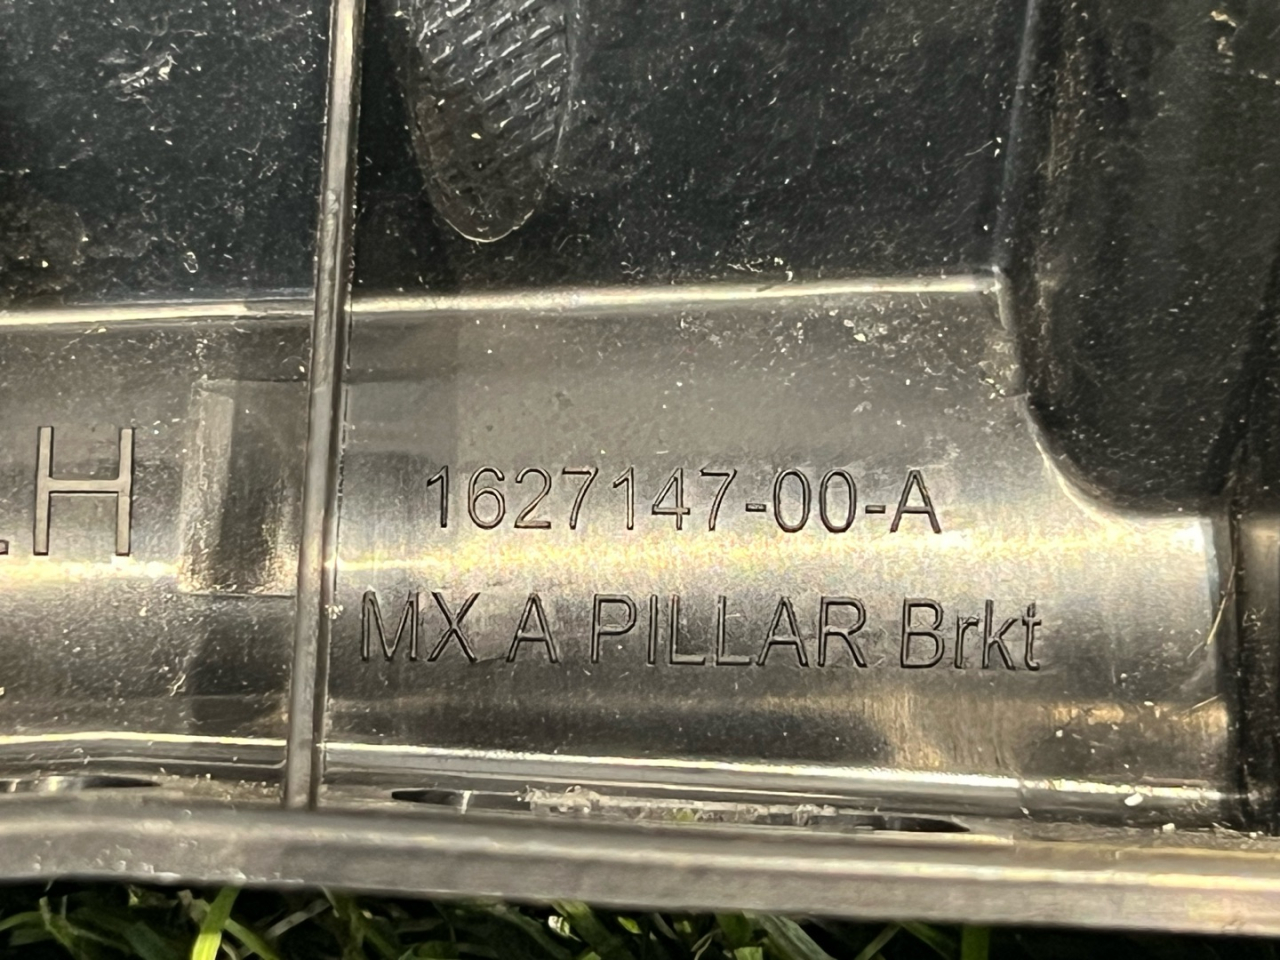 .H
1627147-00-A
MX A PILLAR Brkt